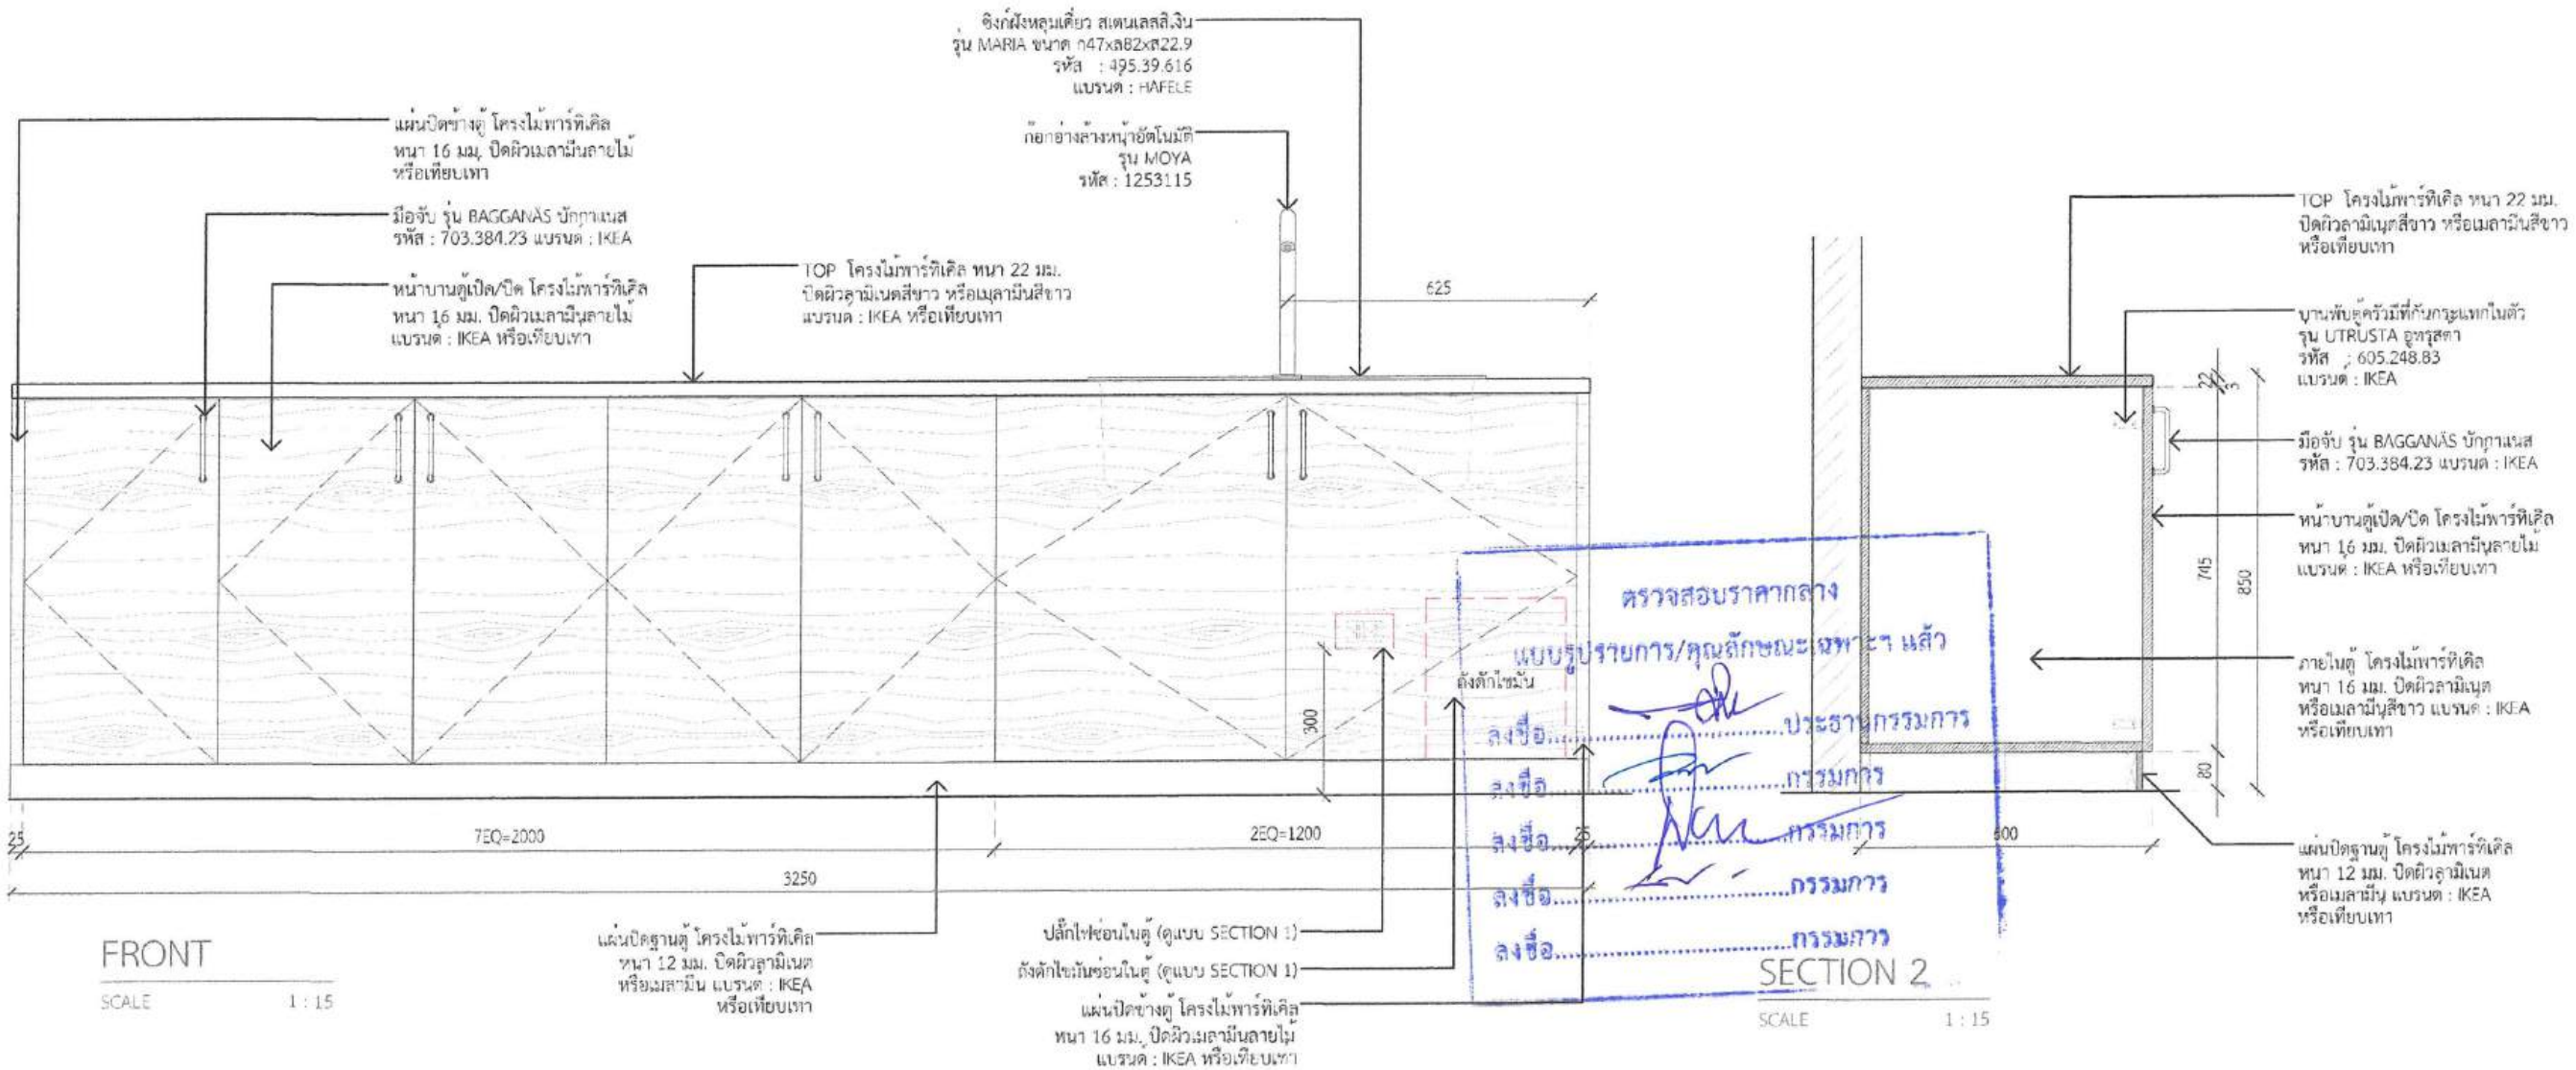 ซิงก์ฝังหลุมเดี่ยว สเตนเลสสีเงิน
รุ่น MARIA ขนาด ก47xล82xส22.9
รหัส : 495.39.616
แบรนด์ : HAFELE
ก๊อกอ่างล้างหน้าอัตโนมัติ
รุ่น MOYA
รหัส : 1253115
แผ่นปิดข้างตู้ โครงไม้พาร์ทิเคิล
หนา 16 มม. ปิดผิวเมลามีนลายไม้
หรือเทียบเทา
มือจับ รุ่น BAGGANÄS บักกาแนส
รหัส : 703.384.23 แบรนด์ : IKEA
หน้าบานตู้เปิด/ปิด โครงไม้พาร์ทิเคิล
หนา 16 มม. ปิดผิวเมลามีนลายไม้
แบรนด์ : IKEA หรือเทียบเทา
TOP โครงไม้พาร์ทิเคิล หนา 22 มม.
ปิดผิวลามิเนตสีขาว หรือเมลามีนสีขาว
แบรนด์ : IKEA หรือเทียบเทา
625
300
ถังดักไขมัน
25
7EQ=2000
2EQ=1200
25
3250
แผ่นปิดฐานตู้ โครงไม้พาร์ทิเคิล
หนา 12 มม. ปิดผิวลามิเนต
หรือเมลามีน แบรนด์ : IKEA
หรือเทียบเทา
ปลั๊กไฟซ่อนในตู้ (ดูแบบ SECTION 1)
ถังดักไขมันซ่อนในตู้ (ดูแบบ SECTION 1)
แผ่นปิดข้างตู้ โครงไม้พาร์ทิเคิล
หนา 16 มม. ปิดผิวเมลามีนลายไม้
แบรนด์ : IKEA หรือเทียบเทา
FRONT
SCALE 1 : 15
ตรวจสอบราคากลาง
แบบรูปรายการ/คุณลักษณะเฉพาะฯ แล้ว
ลงชื่อ....................ประธานกรรมการ
ลงชื่อ....................กรรมการ
ลงชื่อ....................กรรมการ
ลงชื่อ....................กรรมการ
ลงชื่อ....................กรรมการ
TOP โครงไม้พาร์ทิเคิล หนา 22 มม.
ปิดผิวลามิเนตสีขาว หรือเมลามีนสีขาว
หรือเทียบเทา
บานพับตู้ครัวมีที่กันกระแทกในตัว
รุ่น UTRUSTA อูทรุสตา
รหัส : 605.248.83
แบรนด์ : IKEA
มือจับ รุ่น BAGGANÄS บักกาแนส
รหัส : 703.384.23 แบรนด์ : IKEA
หน้าบานตู้เปิด/ปิด โครงไม้พาร์ทิเคิล
หนา 16 มม. ปิดผิวเมลามีนลายไม้
แบรนด์ : IKEA หรือเทียบเทา
ภายในตู้ โครงไม้พาร์ทิเคิล
หนา 16 มม. ปิดผิวลามิเนต
หรือเมลามีนสีขาว แบรนด์ : IKEA
หรือเทียบเทา
แผ่นปิดฐานตู้ โครงไม้พาร์ทิเคิล
หนา 12 มม. ปิดผิวลามิเนต
หรือเมลามีน แบรนด์ : IKEA
หรือเทียบเทา
22
3
745
850
80
600
SECTION 2
SCALE 1 : 15